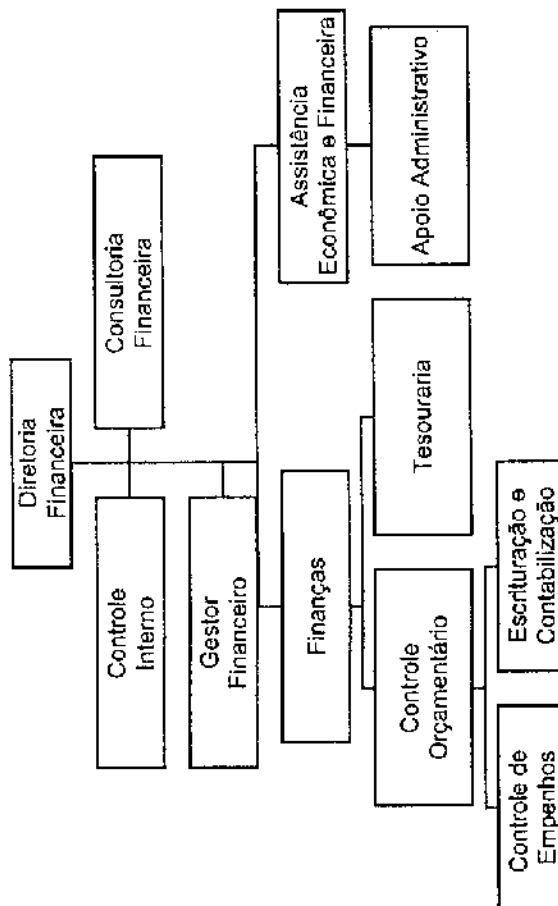 Diretoria
Financeira
Controle
Interno
Consultoria
Financeira
Gestor
Financeiro
Finanças
Assistência
Econômica e Financeira
Controle
Orçamentário
Tesouraria
Apoio Administrativo
Controle de
Empenhos
Escrituração e
Contabilização